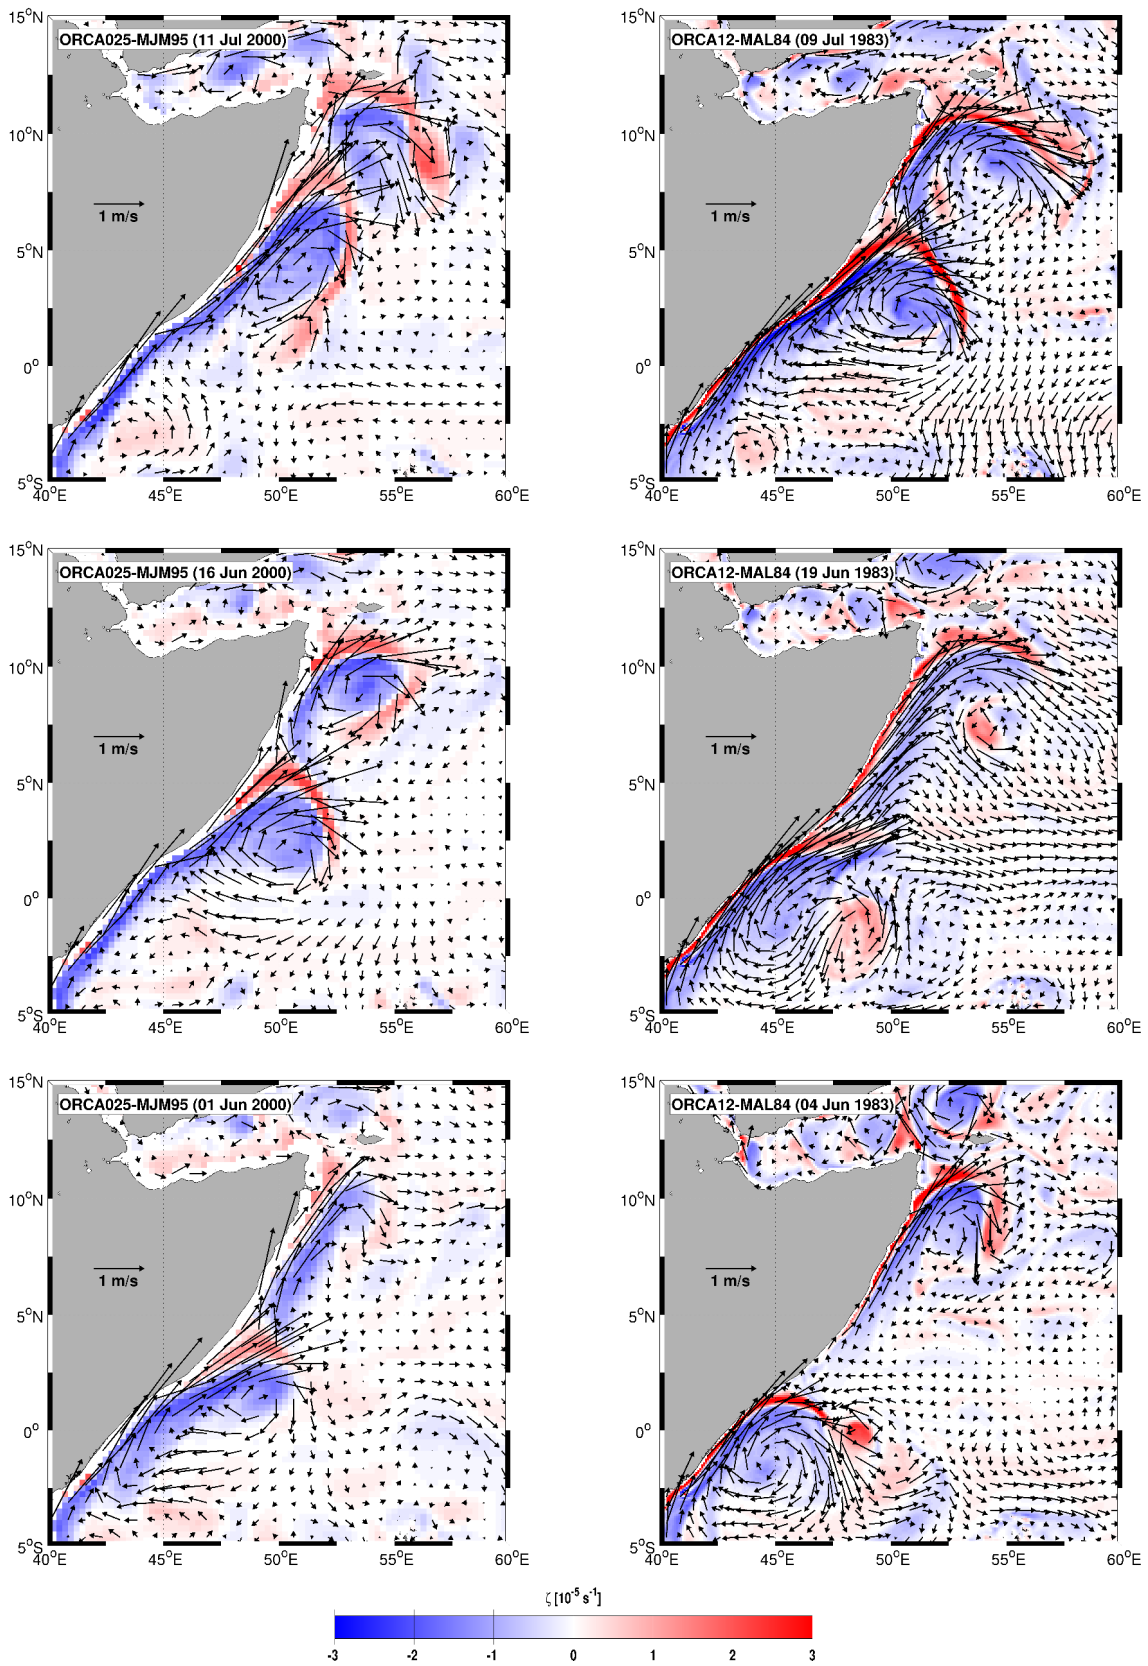 15°N
ORCA025-MJM95 (11 Jul 2000)
10°N
1 m/s
5°N
0°
5°S
40°E
45°E
50°E
55°E
60°E
15°N
ORCA12-MAL84 (09 Jul 1983)
10°N
1 m/s
5°N
0°
5°S
40°E
45°E
50°E
55°E
60°E
15°N
ORCA025-MJM95 (16 Jun 2000)
10°N
1 m/s
5°N
0°
5°S
40°E
45°E
50°E
55°E
60°E
15°N
ORCA12-MAL84 (19 Jun 1983)
10°N
1 m/s
5°N
0°
5°S
40°E
45°E
50°E
55°E
60°E
15°N
ORCA025-MJM95 (01 Jun 2000)
10°N
1 m/s
5°N
0°
5°S
40°E
45°E
50°E
55°E
60°E
15°N
ORCA12-MAL84 (04 Jun 1983)
10°N
1 m/s
5°N
0°
5°S
40°E
45°E
50°E
55°E
60°E
ζ [10⁻⁵ s⁻¹]
-3 -2 -1 0 1 2 3